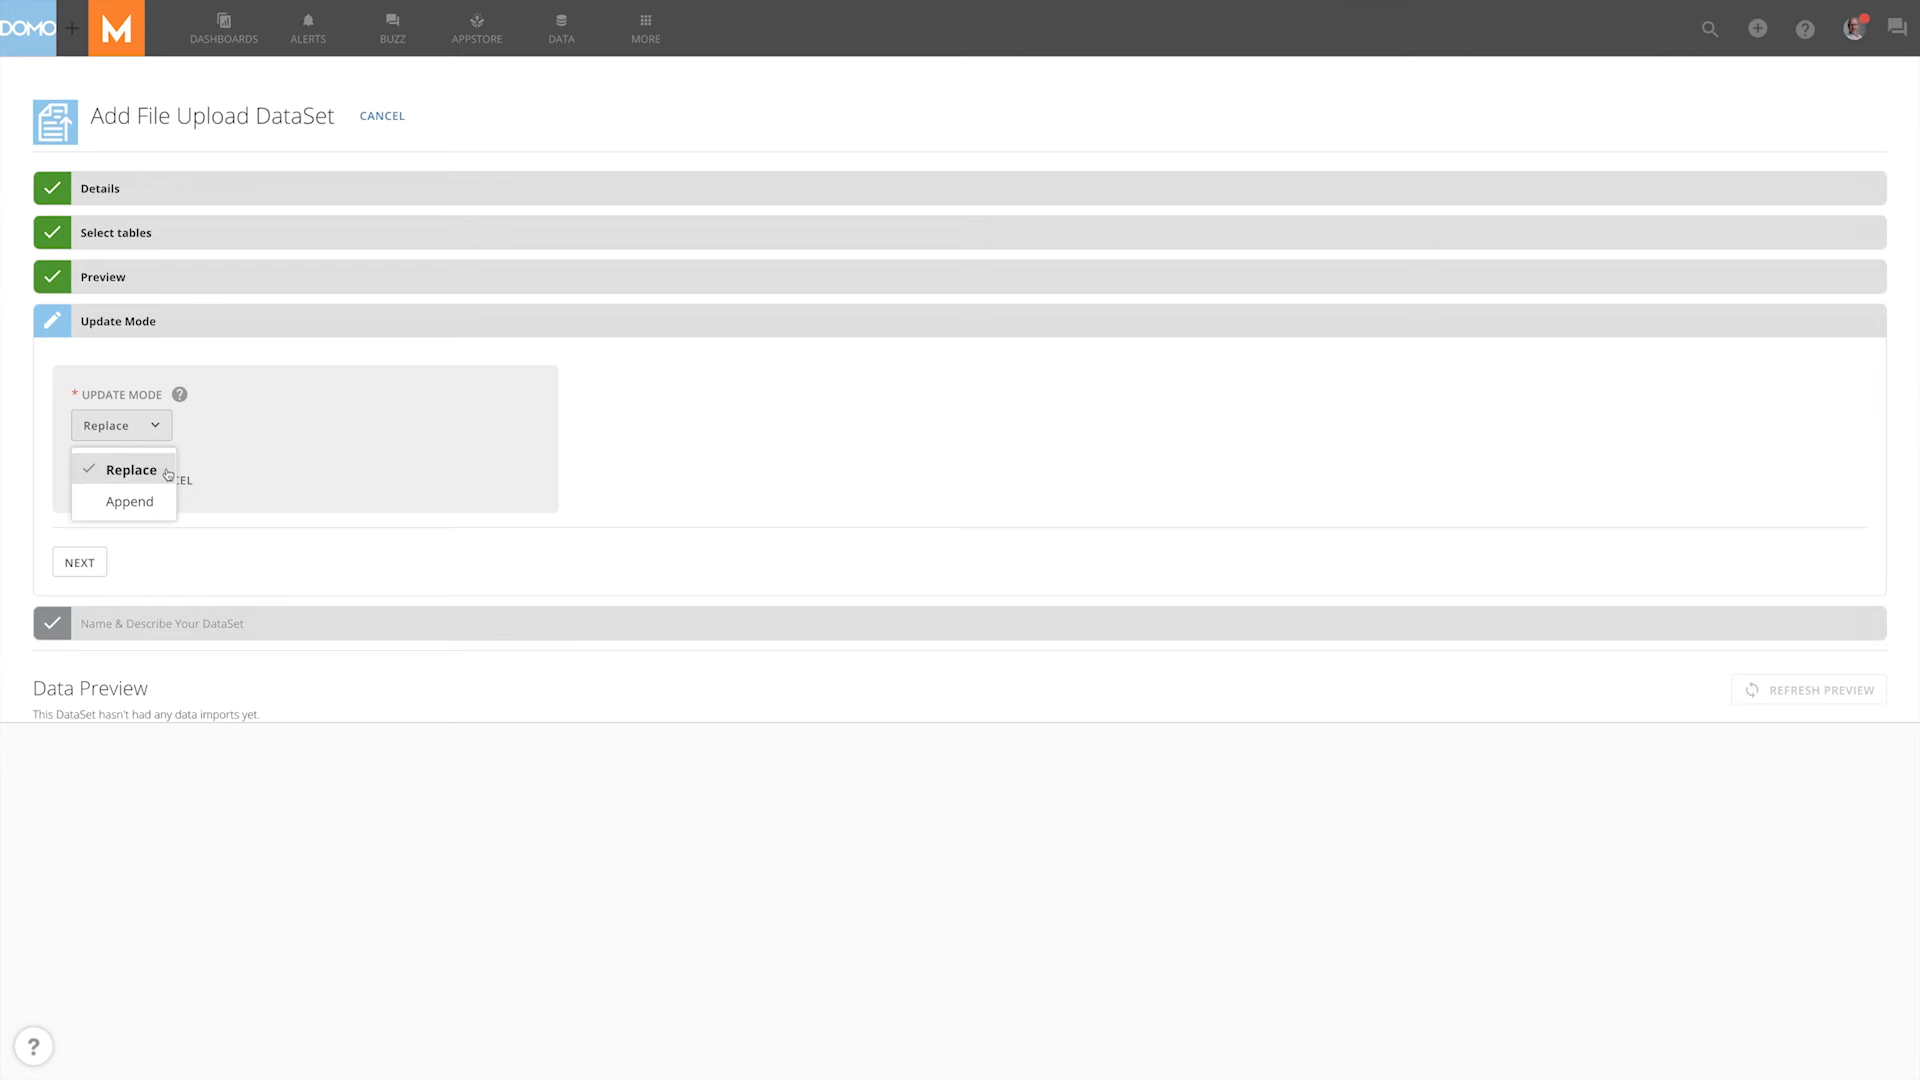 DOMO
DASHBOARDS
ALERTS
BUZZ
APPSTORE
DATA
MORE
Add File Upload DataSet
CANCEL
Details
Select tables
Preview
Update Mode
* UPDATE MODE ?
Replace
Replace
Append
NEXT
Name & Describe Your DataSet
Data Preview
REFRESH PREVIEW
This DataSet hasn't had any data imports yet.
?